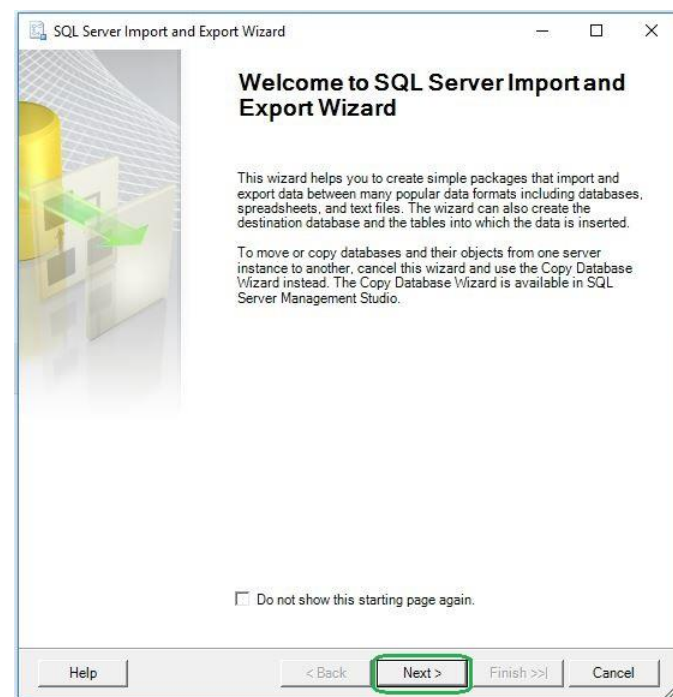 SQL Server Import and Export Wizard
Welcome to SQL Server Import and
Export Wizard
This wizard helps you to create simple packages that import and
export data between many popular data formats including databases,
spreadsheets, and text files. The wizard can also create the
destination database and the tables into which the data is inserted.
To move or copy databases and their objects from one server
instance to another, cancel this wizard and use the Copy Database
Wizard instead. The Copy Database Wizard is available in SQL
Server Management Studio.
Do not show this starting page again.
Help
< Back
Next >
Finish >>|
Cancel